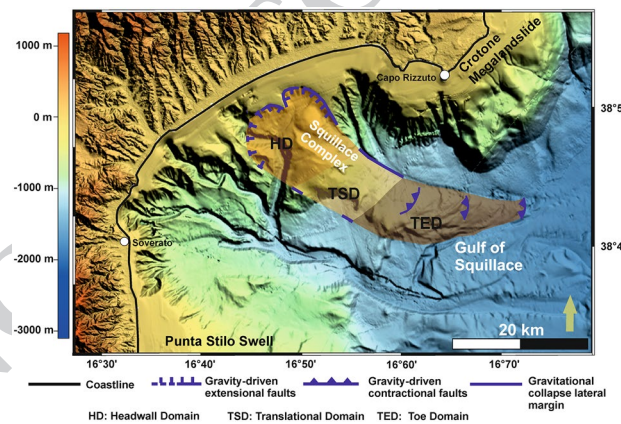 1000 m
0 m
-1000 m
-2000 m
-3000 m
Capo Rizzuto
Crotone
Megalandslide
HD
Squillace
Complex
TSD
TED
Soverato
Gulf of
Squillace
Punta Stilo Swell
20 km
38°5
38°4
16°30 16°40 16°50 16°60 16°70
Coastline
Gravity-driven
extensional faults
Gravity-driven
contractional faults
Gravitational
collapse lateral
margin
HD: Headwall Domain TSD: Translational Domain TED: Toe Domain